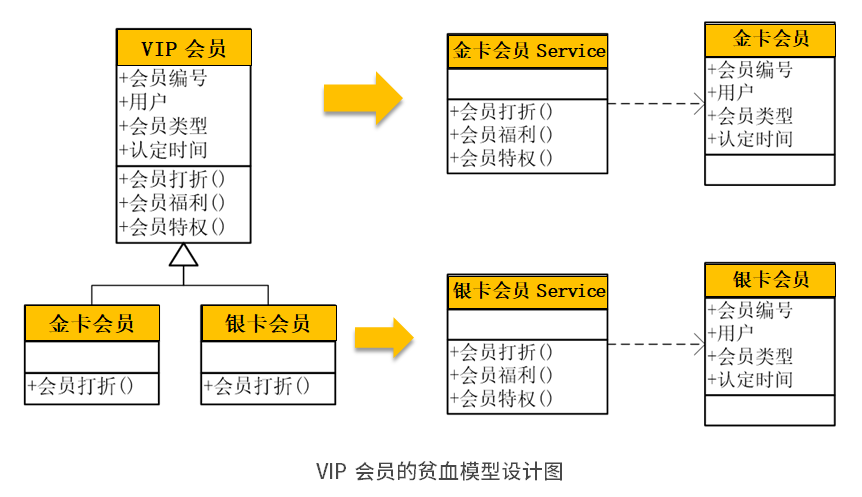 VIP 会员
+会员编号
+用户
+会员类型
+认定时间
+会员打折()
+会员福利()
+会员特权()
金卡会员
+会员打折()
银卡会员
+会员打折()
金卡会员 Service
+会员打折()
+会员福利()
+会员特权()
金卡会员
+会员编号
+用户
+会员类型
+认定时间
银卡会员 Service
+会员打折()
+会员福利()
+会员特权()
银卡会员
+会员编号
+用户
+会员类型
+认定时间
VIP 会员的贫血模型设计图